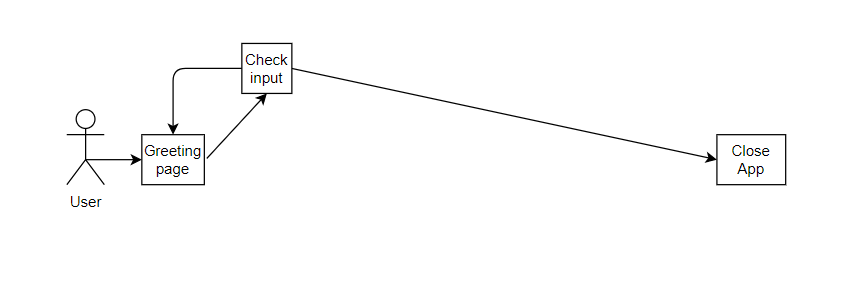 Check
input
Greeting
page
Close
App
User